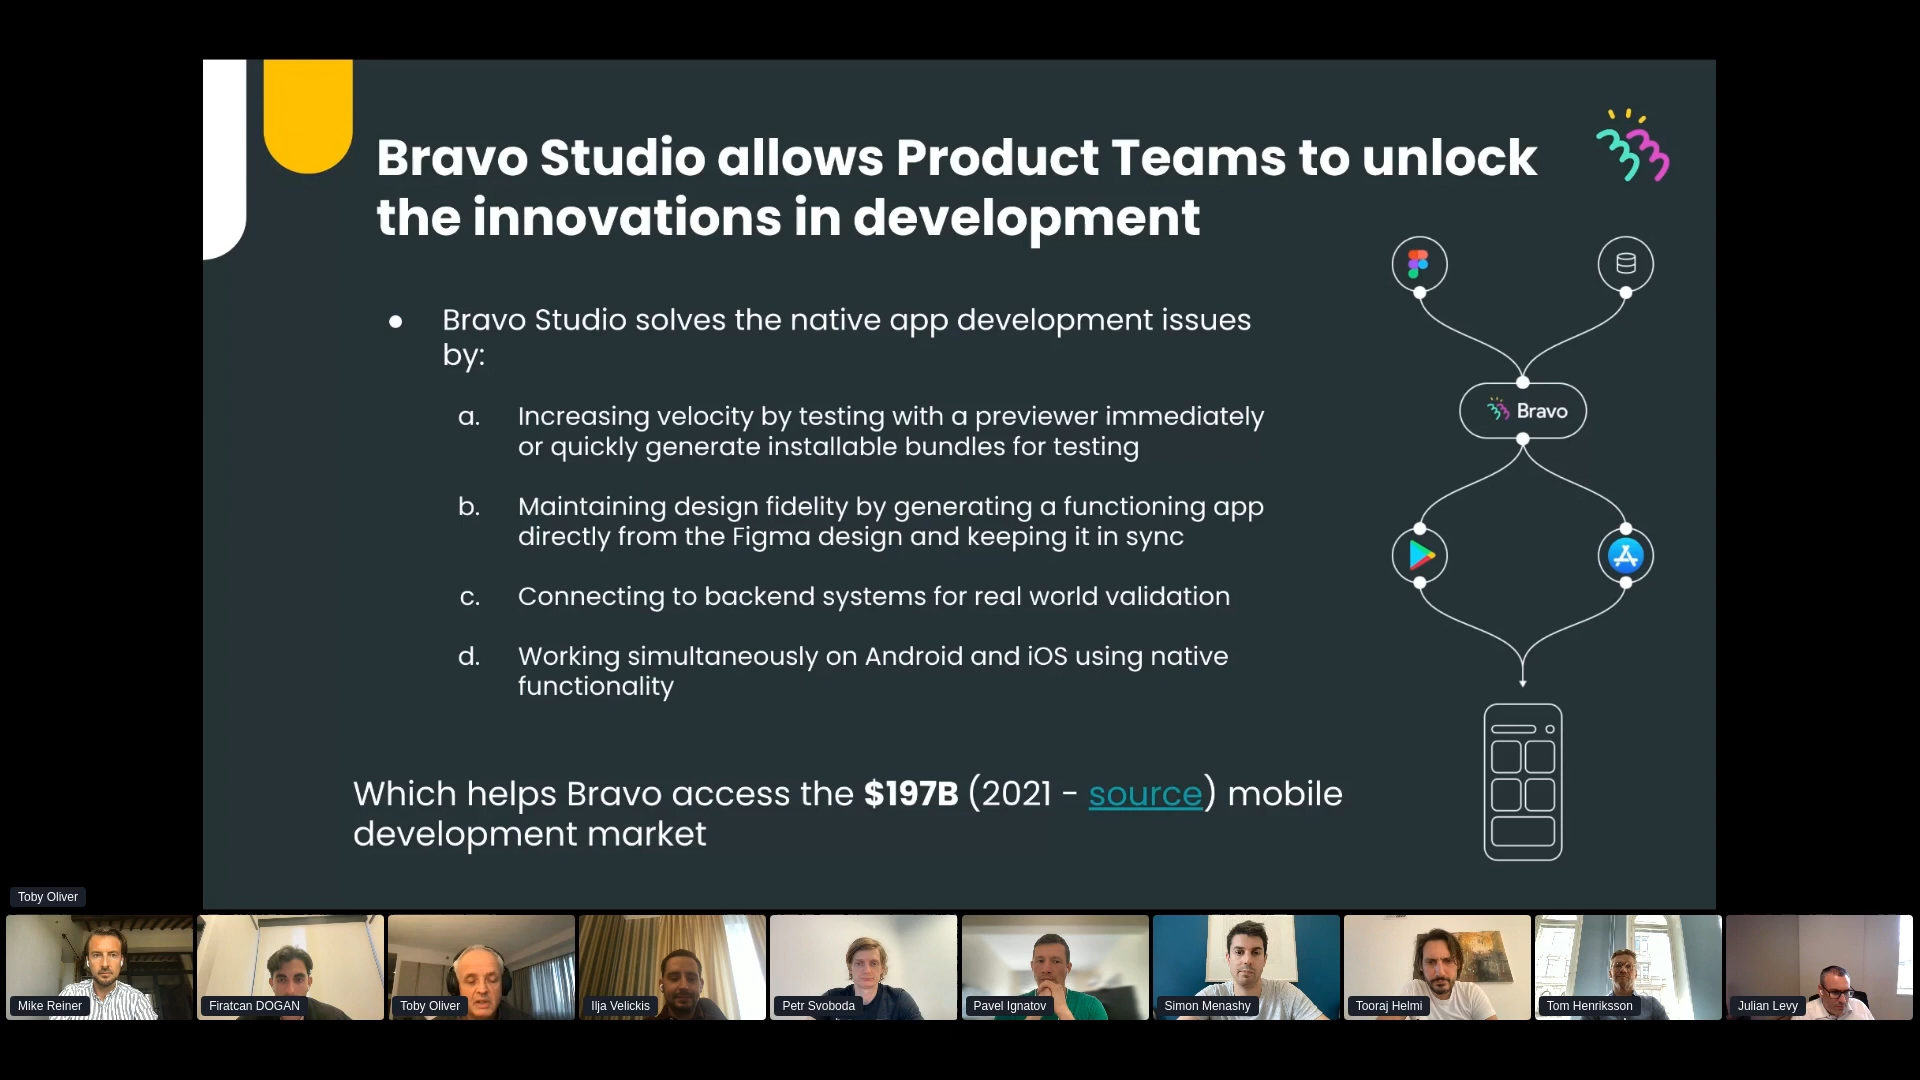 Bravo Studio allows Product Teams to unlock
the innovations in development
● Bravo Studio solves the native app development issues
by:
a. Increasing velocity by testing with a previewer immediately
or quickly generate installable bundles for testing
b. Maintaining design fidelity by generating a functioning app
directly from the Figma design and keeping it in sync
c. Connecting to backend systems for real world validation
d. Working simultaneously on Android and iOS using native
functionality
Which helps Bravo access the $197B (2021 - source) mobile
development market
Bravo
Toby Oliver
Mike Reiner
Firatcan DOGAN
Toby Oliver
Ilja Velickis
Petr Svoboda
Pavel Ignatov
Simon Menashy
Tooraj Helmi
Tom Henriksson
Julian Levy